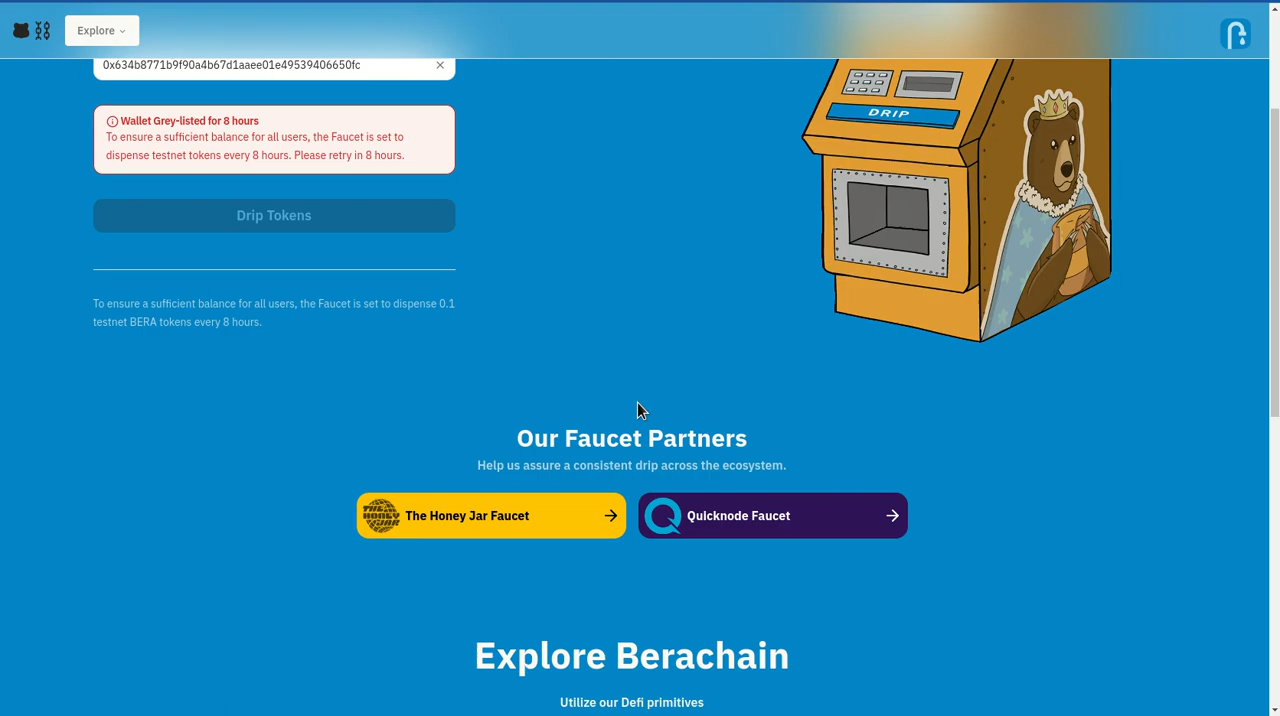 Explore
0x634b8771b9f90a4b67d1aaee01e49539406650fc
Wallet Grey-listed for 8 hours
To ensure a sufficient balance for all users, the Faucet is set to
dispense testnet tokens every 8 hours. Please retry in 8 hours.
Drip Tokens
To ensure a sufficient balance for all users, the Faucet is set to dispense 0.1
testnet BERA tokens every 8 hours.
DRIP
Our Faucet Partners
Help us assure a consistent drip across the ecosystem.
THE HONEY JAR
The Honey Jar Faucet
Quicknode Faucet
Explore Berachain
Utilize our Defi primitives